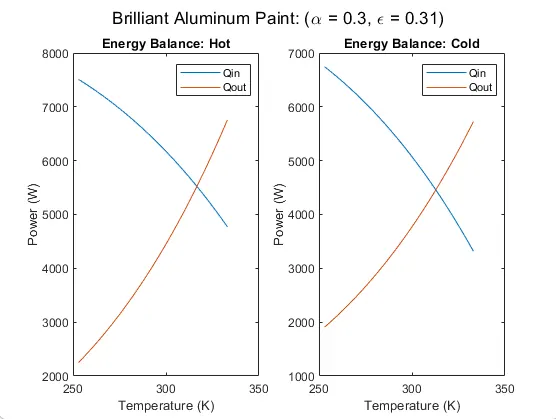 Brilliant Aluminum Paint: (α = 0.3, ϵ = 0.31)
Energy Balance: Hot
Qin
Qout
8000
7000
6000
5000
4000
3000
2000
Power (W)
250
300
350
Temperature (K)
Energy Balance: Cold
Qin
Qout
7000
6000
5000
4000
3000
2000
1000
Power (W)
250
300
350
Temperature (K)